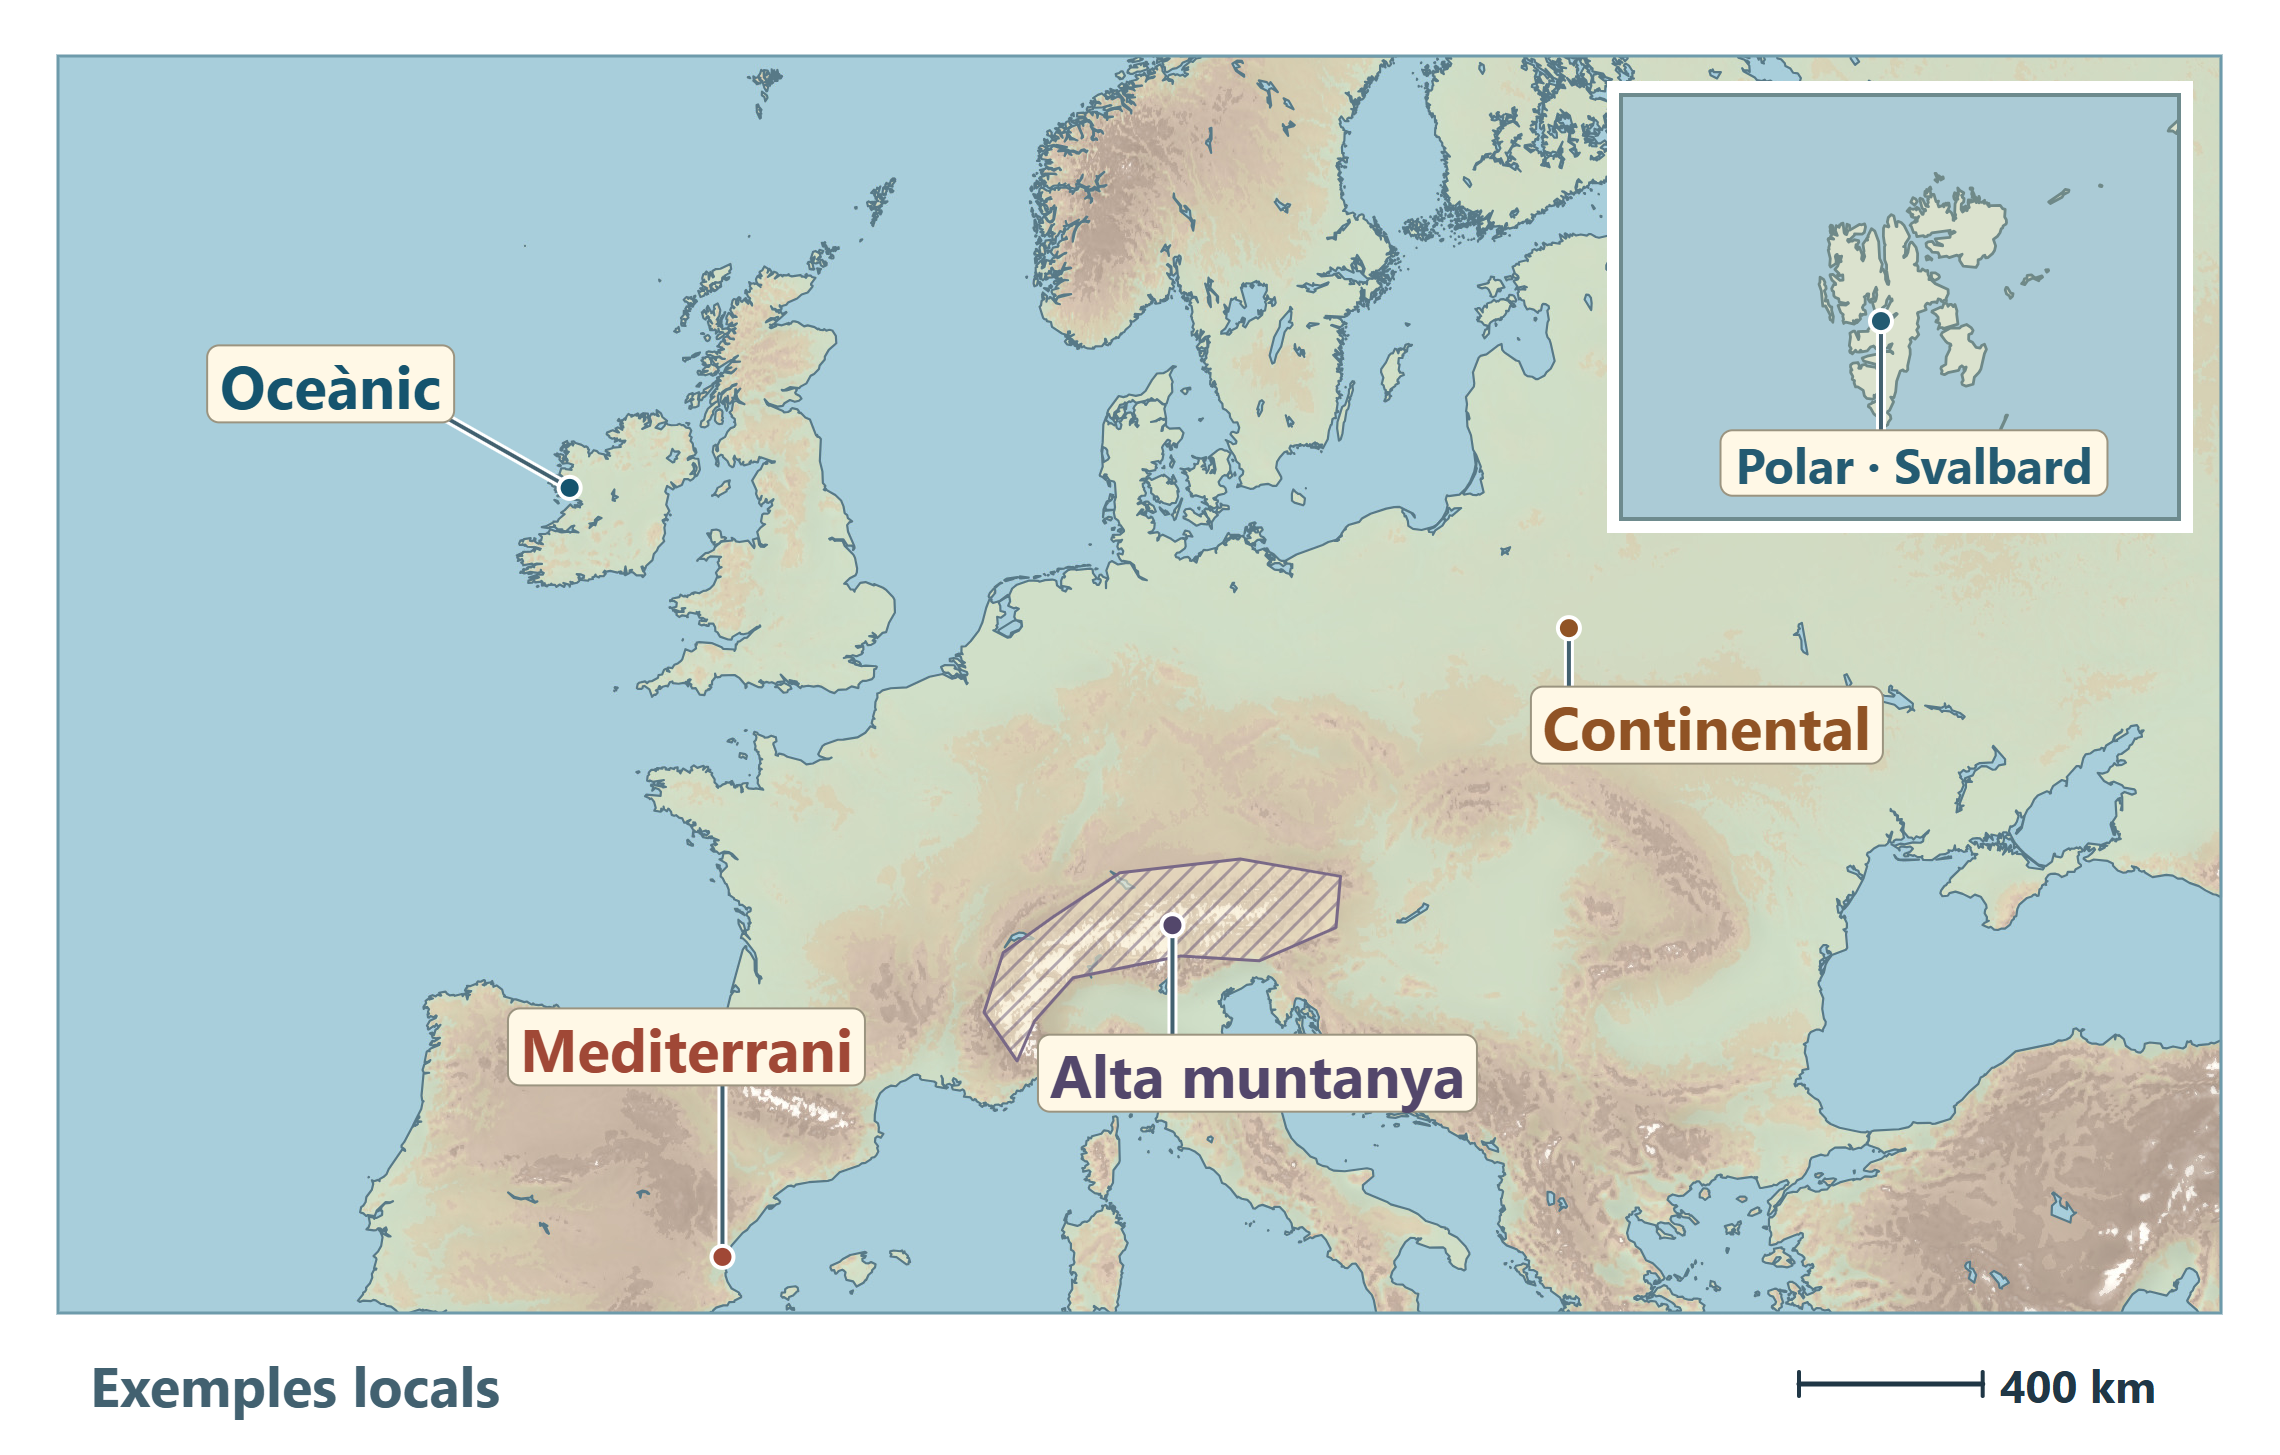 Oceànic
Polar · Svalbard
Continental
Mediterrani
Alta muntanya
Exemples locals
400 km